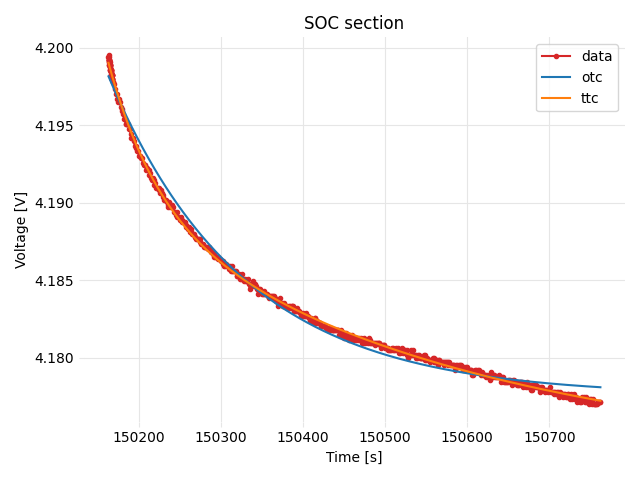 SOC section
data
otc
ttc
4.200
4.195
4.190
4.185
4.180
Voltage [V]
150200 150300 150400 150500 150600 150700
Time [s]